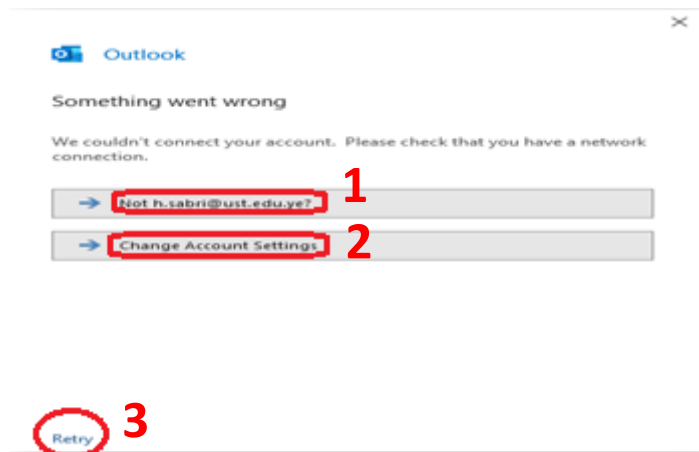 Outlook
Something went wrong
We couldn't connect your account. Please check that you have a network
connection.
Not h.sabri@ust.edu.ye? 1
Change Account Settings 2
Retry 3